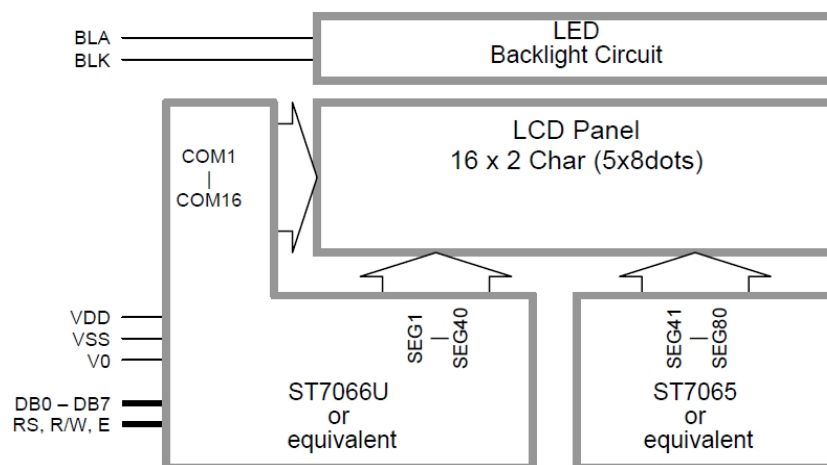 BLA
BLK
LED
Backlight Circuit
LCD Panel
16 x 2 Char (5x8dots)
COM1
|
COM16
VDD
VSS
V0
DB0 – DB7
RS, R/W, E
SEG1 — SEG40
ST7066U
or
equivalent
SEG41 — SEG80
ST7065
or
equivalent